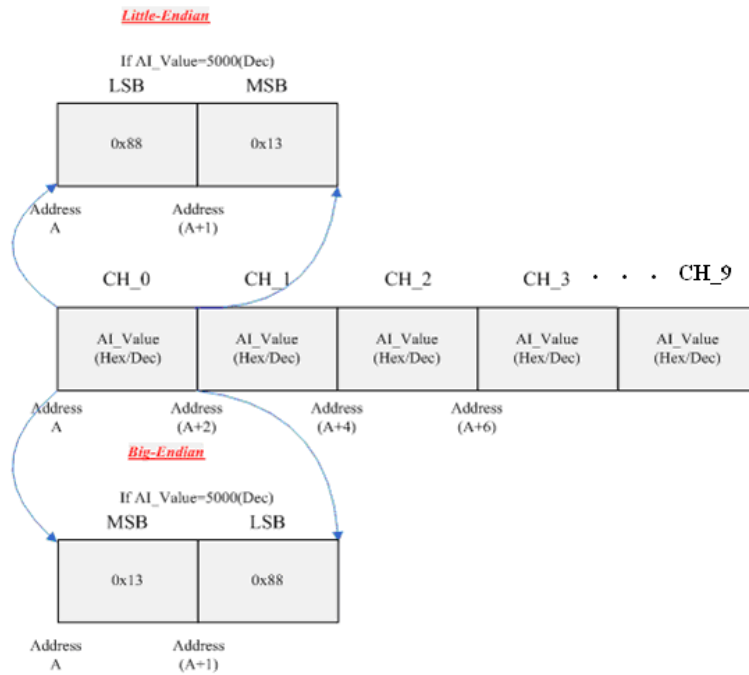 Little-Endian
If AI_Value=5000(Dec)
LSB MSB
0x88 0x13
Address Address
A (A+1)
CH_0 CH_1 CH_2 CH_3 . . . CH_9
AI_Value AI_Value AI_Value AI_Value AI_Value
(Hex/Dec) (Hex/Dec) (Hex/Dec) (Hex/Dec) (Hex/Dec)
Address Address Address Address
A (A+2) (A+4) (A+6)
Big-Endian
If AI_Value=5000(Dec)
MSB LSB
0x13 0x88
Address Address
A (A+1)